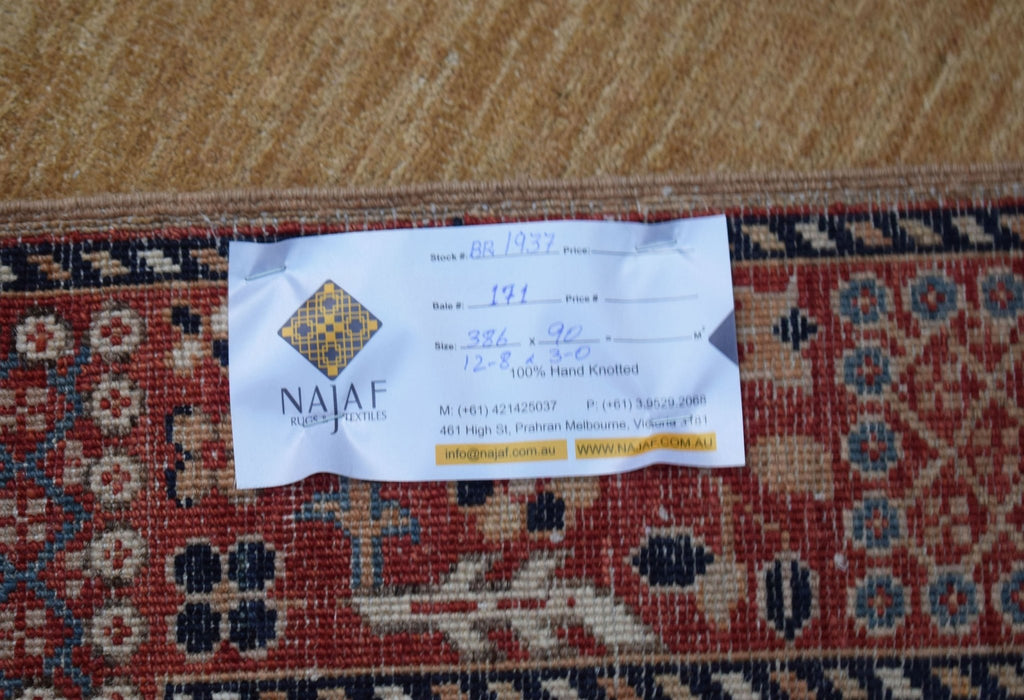 Stock #: BR 1937 Price:
Bale #: 171 Price #
Size: 386 x 90 = M²
12-8 x 3-0
100% Hand Knotted
NAJAF
RUGS & TEXTILES
M: (+61) 421425037 P: (+61) 3.9529.2068
461 High St, Prahran Melbourne, Victoria 3181
info@najaf.com.au WWW.NAJAF.COM.AU